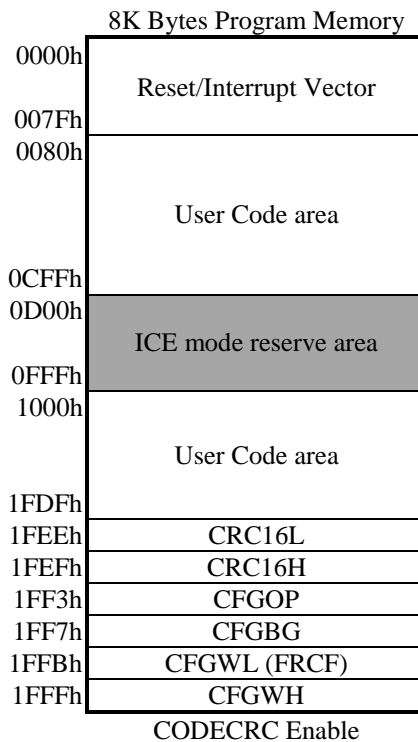 8K Bytes Program Memory
0000h
Reset/Interrupt Vector
007Fh
0080h
User Code area
0CFFh
0D00h
ICE mode reserve area
0FFFh
1000h
User Code area
1FDFh
1FEEh CRC16L
1FEFh CRC16H
1FF3h CFGOP
1FF7h CFGBG
1FFBh CFGWL (FRCF)
1FFFh CFGWH
CODECRC Enable